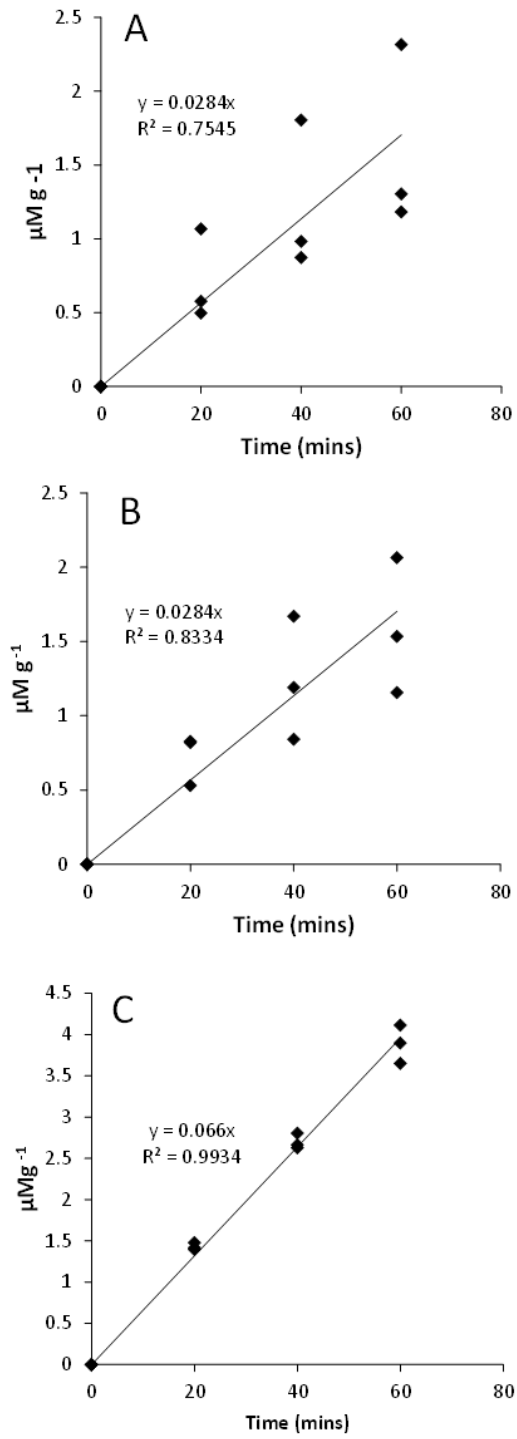 A
2.5
2
1.5
1
0.5
0
y = 0.0284x
R² = 0.7545
µM g -1
0 20 40 60 80
Time (mins)
B
2.5
2
1.5
1
0.5
0
y = 0.0284x
R² = 0.8334
µM g⁻¹
0 20 40 60 80
Time (mins)
C
4.5
4
3.5
3
2.5
2
1.5
1
0.5
0
y = 0.066x
R² = 0.9934
µMg⁻¹
0 20 40 60 80
Time (mins)